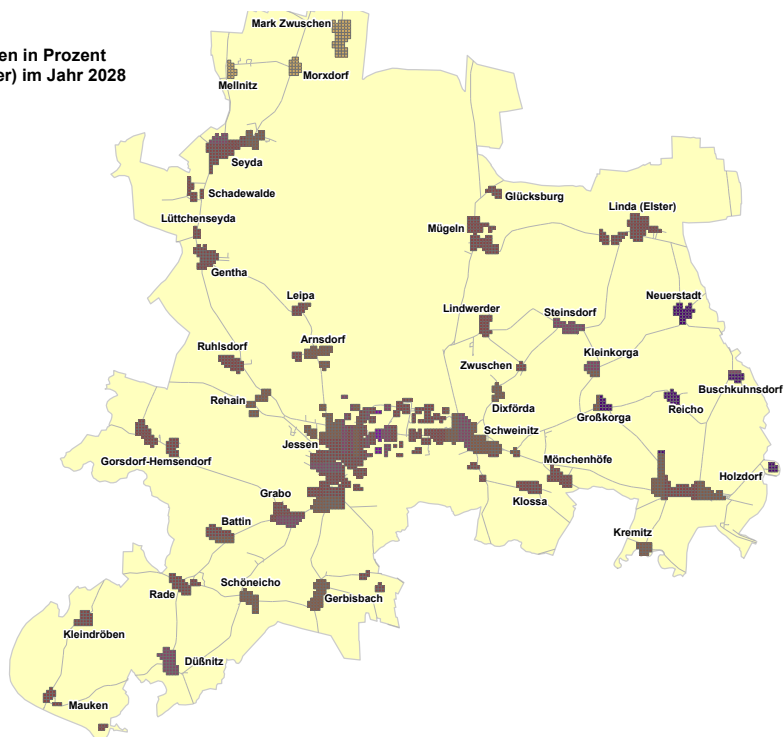 Mark Zwuschen
en in Prozent
er) im Jahr 2028
Morxdorf
Mellnitz
Seyda
Schadewalde
Glücksburg
Linda (Elster)
Lüttchenseyda
Mügeln
Gentha
Leipa
Neuerstadt
Lindwerder
Steinsdorf
Arnsdorf
Ruhlsdorf
Kleinkorga
Zwuschen
Buschkuhnsdorf
Rehain
Dixförda
Großkorga
Reicho
Schweinitz
Jessen
Gorsdorf-Hemsendorf
Mönchenhöfe
Holzdorf
Grabo
Klossa
Battin
Kremitz
Schöneicho
Rade
Gerbisbach
Kleindröben
Düßnitz
Mauken